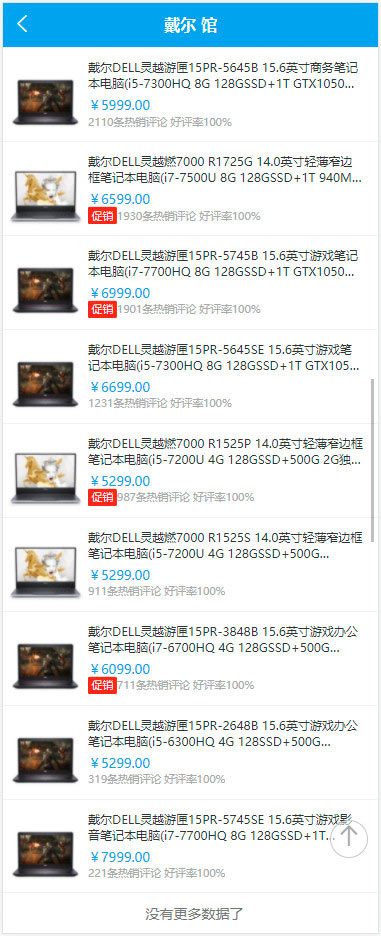 戴尔 馆
戴尔DELL灵越游匣15PR-5645B 15.6英寸商务笔记
本电脑(i5-7300HQ 8G 128GSSD+1T GTX1050...
￥5999.00
2110条热销评论 好评率100%
戴尔DELL灵越燃7000 R1725G 14.0英寸轻薄窄边
框笔记本电脑(i7-7500U 8G 128GSSD+1T 940M...
￥6599.00
促销1930条热销评论 好评率100%
戴尔DELL灵越游匣15PR-5745B 15.6英寸游戏笔记
本电脑(i7-7700HQ 8G 128GSSD+1T GTX1050...
￥6999.00
促销1901条热销评论 好评率100%
戴尔DELL灵越游匣15PR-5645SE 15.6英寸游戏笔
记本电脑(i5-7300HQ 8G 128GSSD+1T GTX105...
￥6699.00
1231条热销评论 好评率100%
戴尔DELL灵越燃7000 R1525P 14.0英寸轻薄窄边框
笔记本电脑(i5-7200U 4G 128GSSD+500G 2G独...
￥5299.00
促销987条热销评论 好评率100%
戴尔DELL灵越燃7000 R1525S 14.0英寸轻薄窄边框
笔记本电脑(i5-7200U 4G 128GSSD+500G...
￥5299.00
911条热销评论 好评率100%
戴尔DELL灵越游匣15PR-3848B 15.6英寸游戏办公
笔记本电脑(i7-6700HQ 4G 128GSSD+500G...
￥6099.00
促销711条热销评论 好评率100%
戴尔DELL灵越游匣15PR-2648B 15.6英寸游戏办公
笔记本电脑(i5-6300HQ 4G 128SSD+500G...
￥5299.00
319条热销评论 好评率100%
戴尔DELL灵越游匣15PR-5745SE 15.6英寸游戏影
音笔记本电脑(i7-7700HQ 8G 128GSSD+1T...
￥7999.00
221条热销评论 好评率100%
没有更多数据了